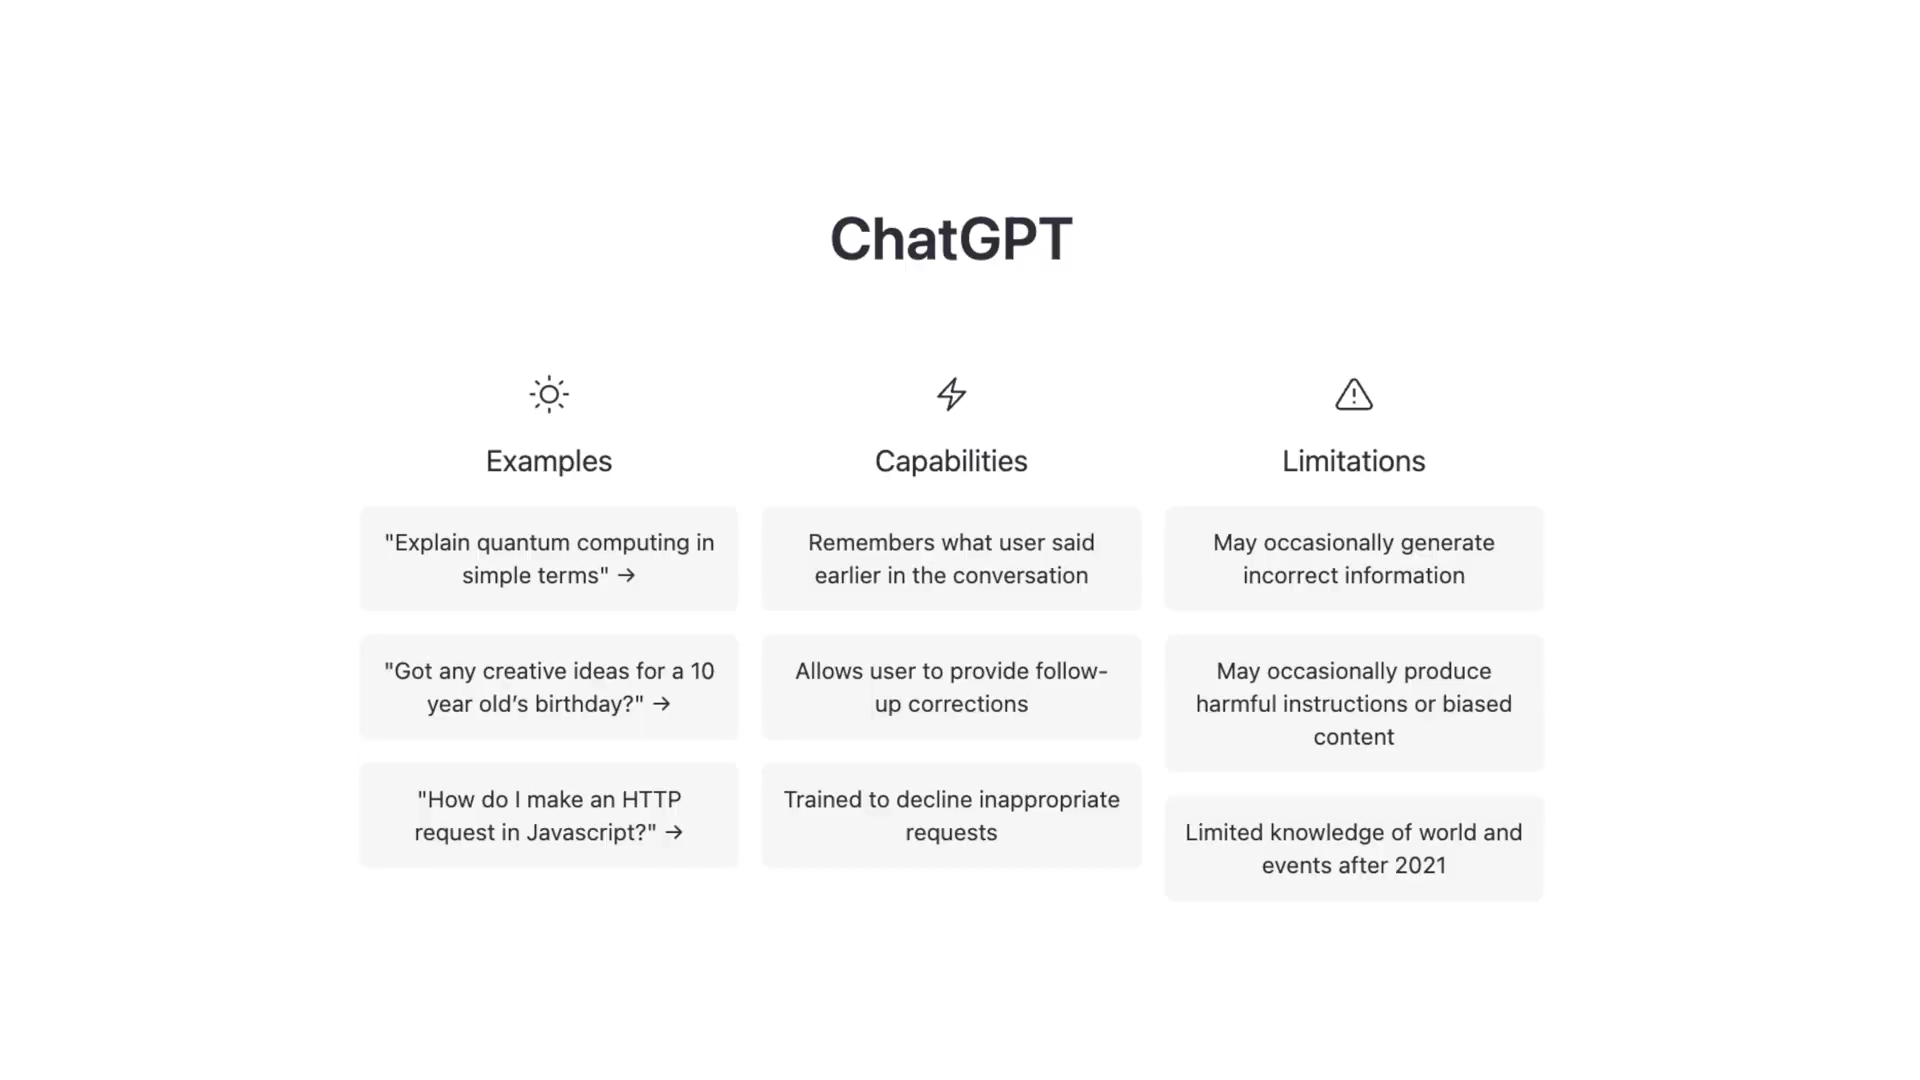 ChatGPT
Examples
"Explain quantum computing in
simple terms" →
"Got any creative ideas for a 10
year old’s birthday?" →
"How do I make an HTTP
request in Javascript?" →
Capabilities
Remembers what user said
earlier in the conversation
Allows user to provide follow-
up corrections
Trained to decline inappropriate
requests
Limitations
May occasionally generate
incorrect information
May occasionally produce
harmful instructions or biased
content
Limited knowledge of world and
events after 2021